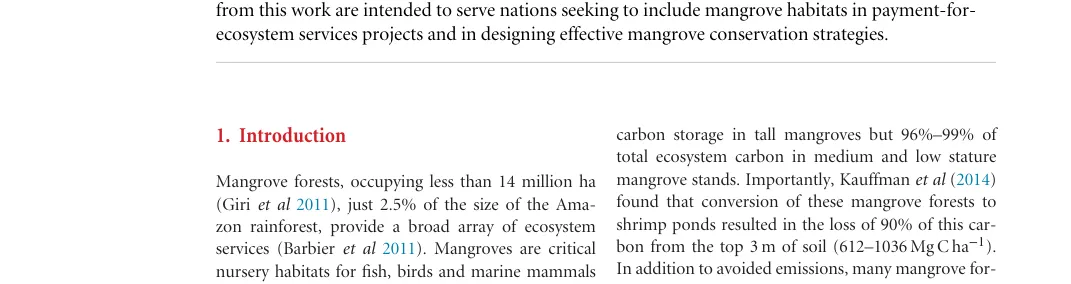 from this work are intended to serve nations seeking to include mangrove habitats in payment-for-
ecosystem services projects and in designing effective mangrove conservation strategies.
1. Introduction
Mangrove forests, occupying less than 14 million ha
(Giri et al 2011), just 2.5% of the size of the Ama-
zon rainforest, provide a broad array of ecosystem
services (Barbier et al 2011). Mangroves are critical
nursery habitats for fish, birds and marine mammals
carbon storage in tall mangroves but 96%–99% of
total ecosystem carbon in medium and low stature
mangrove stands. Importantly, Kauffman et al (2014)
found that conversion of these mangrove forests to
shrimp ponds resulted in the loss of 90% of this car-
bon from the top 3 m of soil (612–1036 Mg C ha⁻¹).
In addition to avoided emissions, many mangrove for-